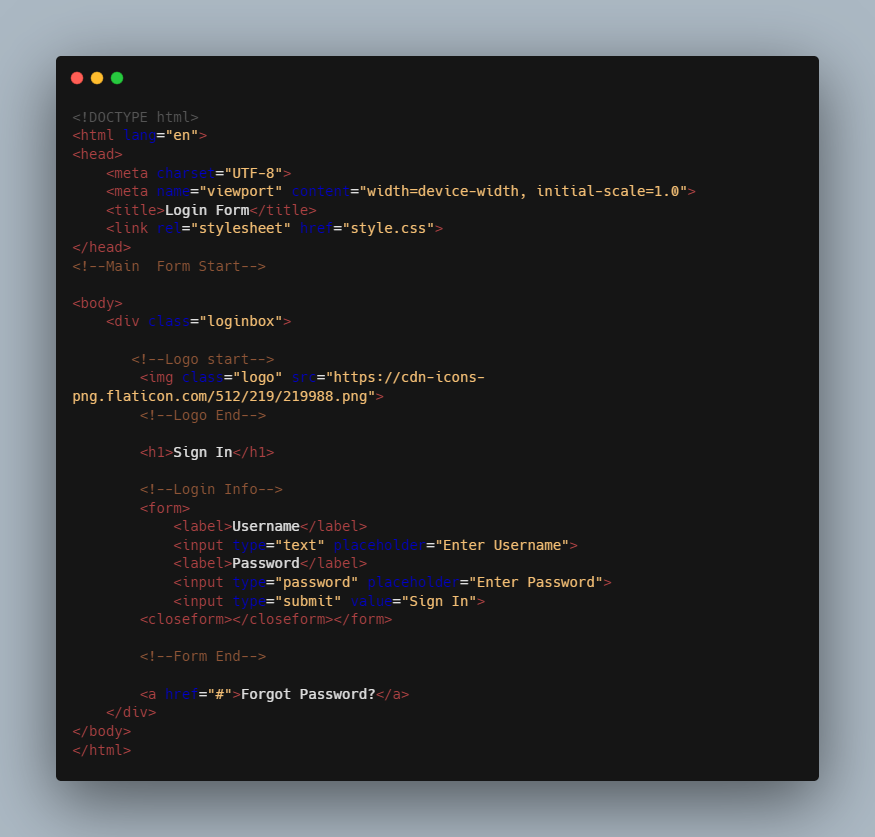 <!DOCTYPE html>
<html lang="en">
<head>
    <meta charset="UTF-8">
    <meta name="viewport" content="width=device-width, initial-scale=1.0">
    <title>Login Form</title>
    <link rel="stylesheet" href="style.css">
</head>
<!--Main  Form Start-->
<body>
    <div class="loginbox">
       <!--Logo start-->
        <img class="logo" src="https://cdn-icons-
png.flaticon.com/512/219/219988.png">
        <!--Logo End-->
        <h1>Sign In</h1>
        <!--Login Info-->
        <form>
            <label>Username</label>
            <input type="text" placeholder="Enter Username">
            <label>Password</label>
            <input type="password" placeholder="Enter Password">
            <input type="submit" value="Sign In">
        <closeform></closeform></form>
        <!--Form End-->
        <a href="#">Forgot Password?</a>
    </div>
</body>
</html>